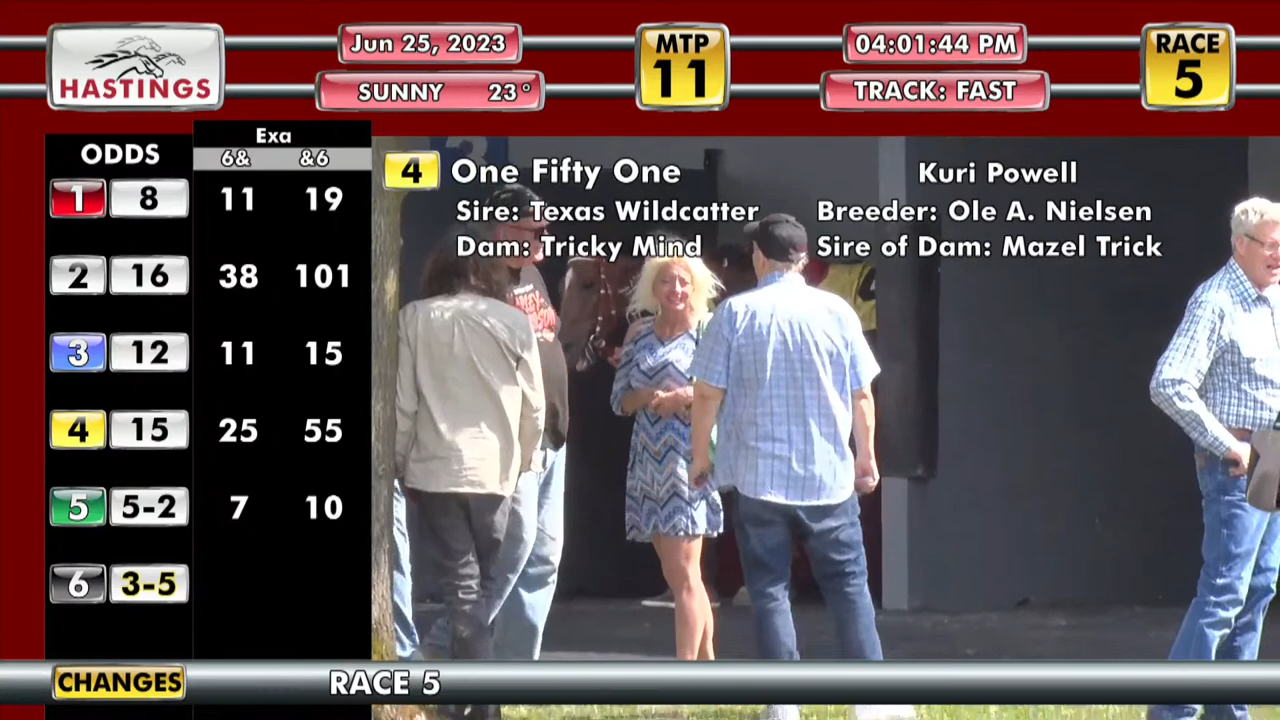 HASTINGS
Jun 25, 2023
SUNNY 23°
MTP
11
04:01:44 PM
TRACK: FAST
RACE
5
ODDS
Exa
6& &6
1 8 11 19
2 16 38 101
3 12 11 15
4 15 25 55
5 5-2 7 10
6 3-5
4 One Fifty One Kuri Powell
Sire: Texas Wildcatter Breeder: Ole A. Nielsen
Dam: Tricky Mind Sire of Dam: Mazel Trick
CHANGES RACE 5